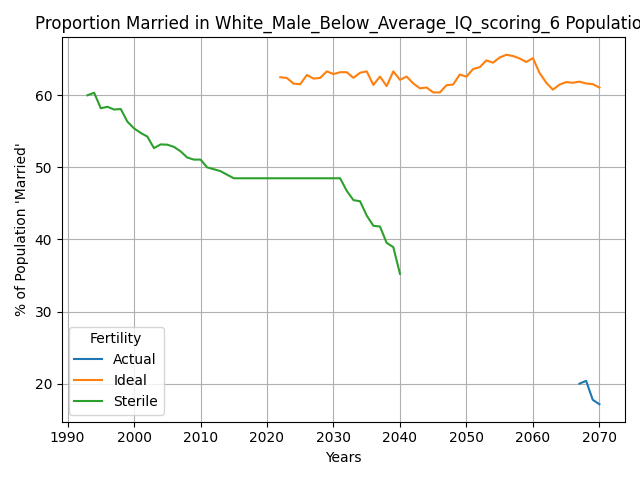 Proportion Married in White_Male_Below_Average_IQ_scoring_6 Populatio
% of Population 'Married'
60
50
40
30
20
Fertility
Actual
Ideal
Sterile
1990 2000 2010 2020 2030 2040 2050 2060 2070
Years